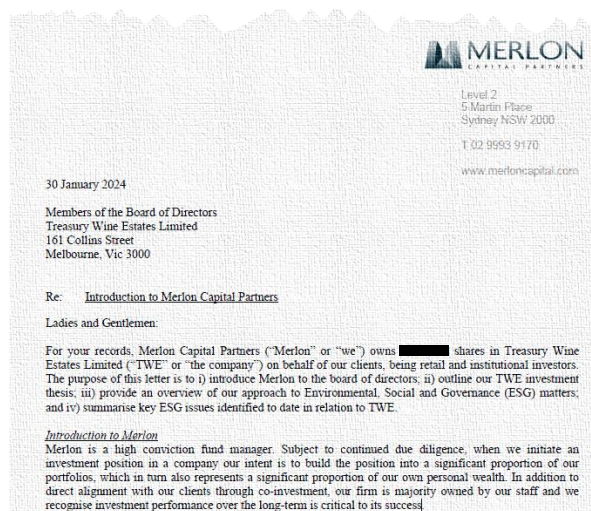 MERLON
CAPITAL PARTNERS
Level 2
5 Martin Place
Sydney NSW 2000
T 02 9993 9170
www.merloncapital.com
30 January 2024
Members of the Board of Directors
Treasury Wine Estates Limited
161 Collins Street
Melbourne, Vic 3000
Re: Introduction to Merlon Capital Partners
Ladies and Gentlemen:
For your records, Merlon Capital Partners (“Merlon” or “we”) owns shares in Treasury Wine
Estates Limited (“TWE” or “the company”) on behalf of our clients, being retail and institutional investors.
The purpose of this letter is to i) introduce Merlon to the board of directors; ii) outline our TWE investment
thesis; iii) provide an overview of our approach to Environmental, Social and Governance (ESG) matters;
and iv) summarise key ESG issues identified to date in relation to TWE.
Introduction to Merlon
Merlon is a high conviction fund manager. Subject to continued due diligence, when we initiate an
investment position in a company our intent is to build the position into a significant proportion of our
portfolios, which in turn also represents a significant proportion of our own personal wealth. In addition to
direct alignment with our clients through co-investment, our firm is majority owned by our staff and we
recognise investment performance over the long-term is critical to its success